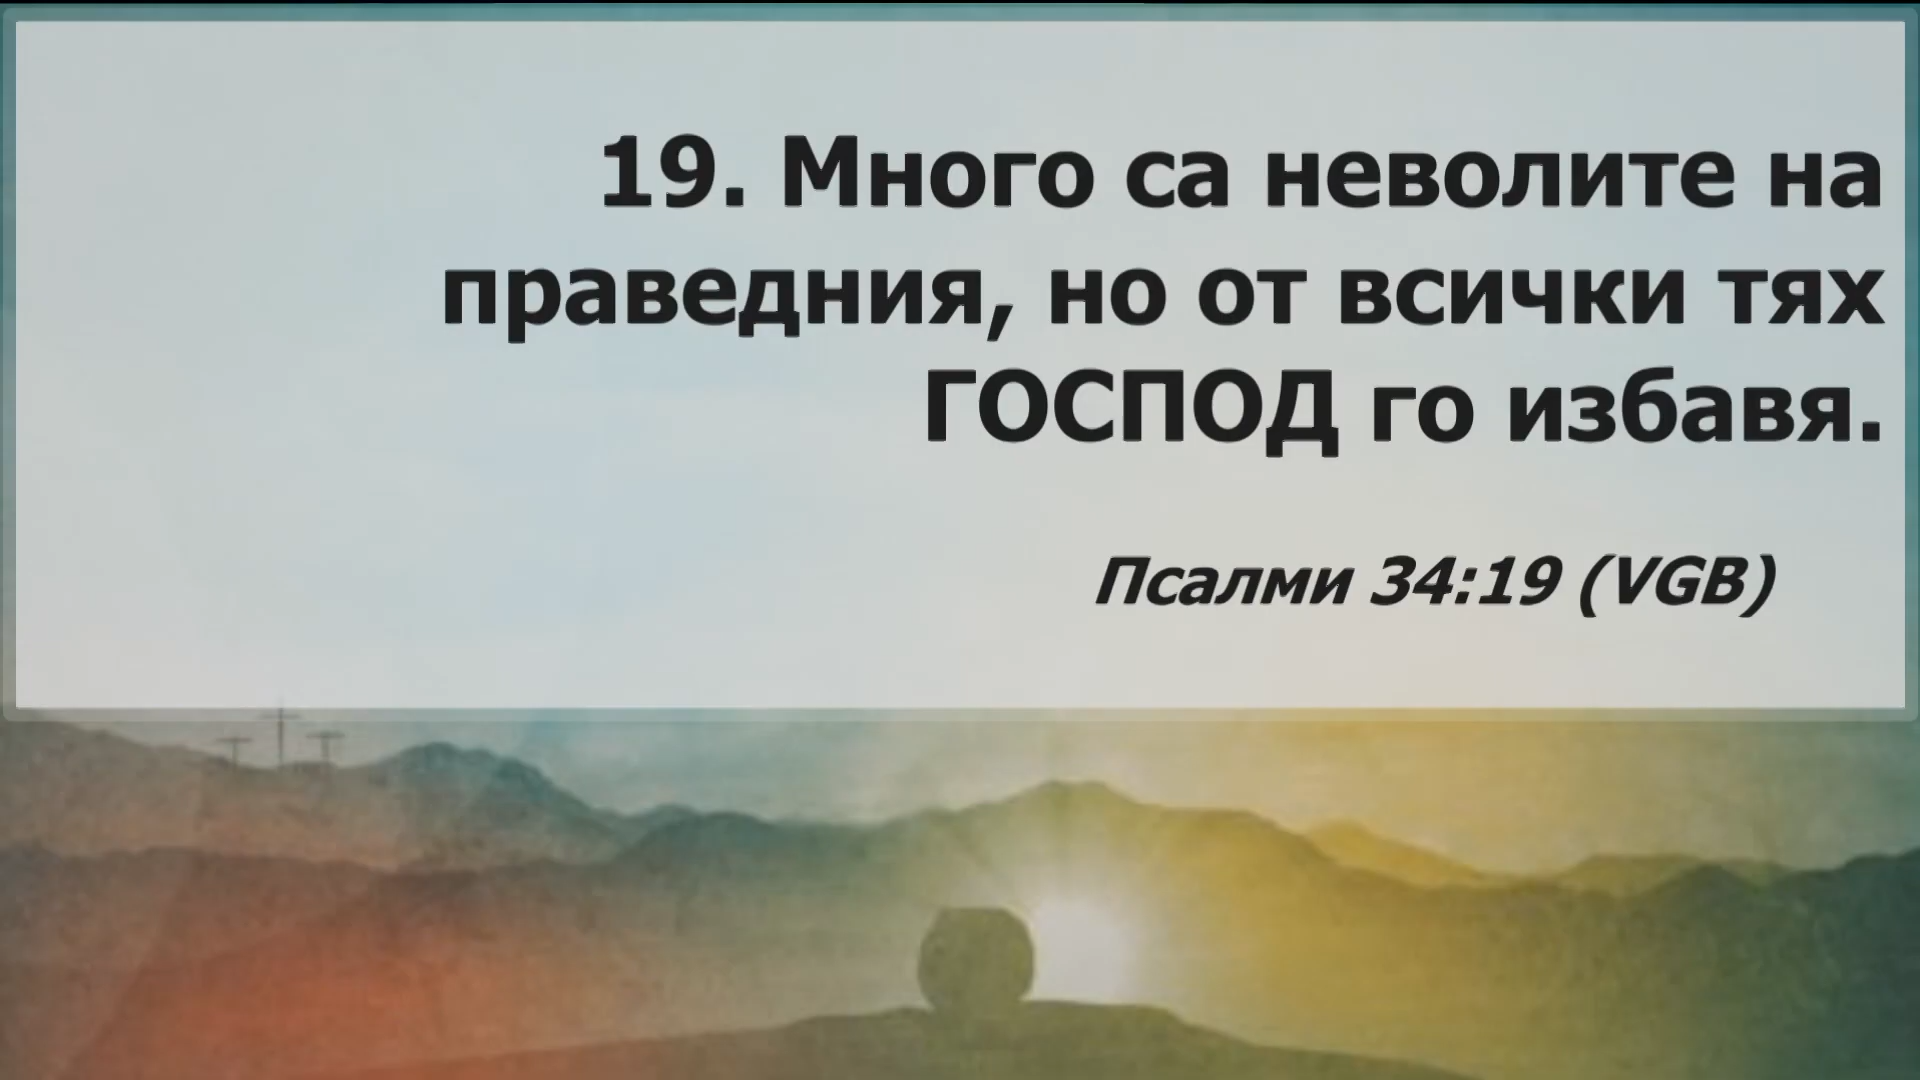 19. Много са неволите на
праведния, но от всички тях
ГОСПОД го избавя.
Псалми 34:19 (VGB)